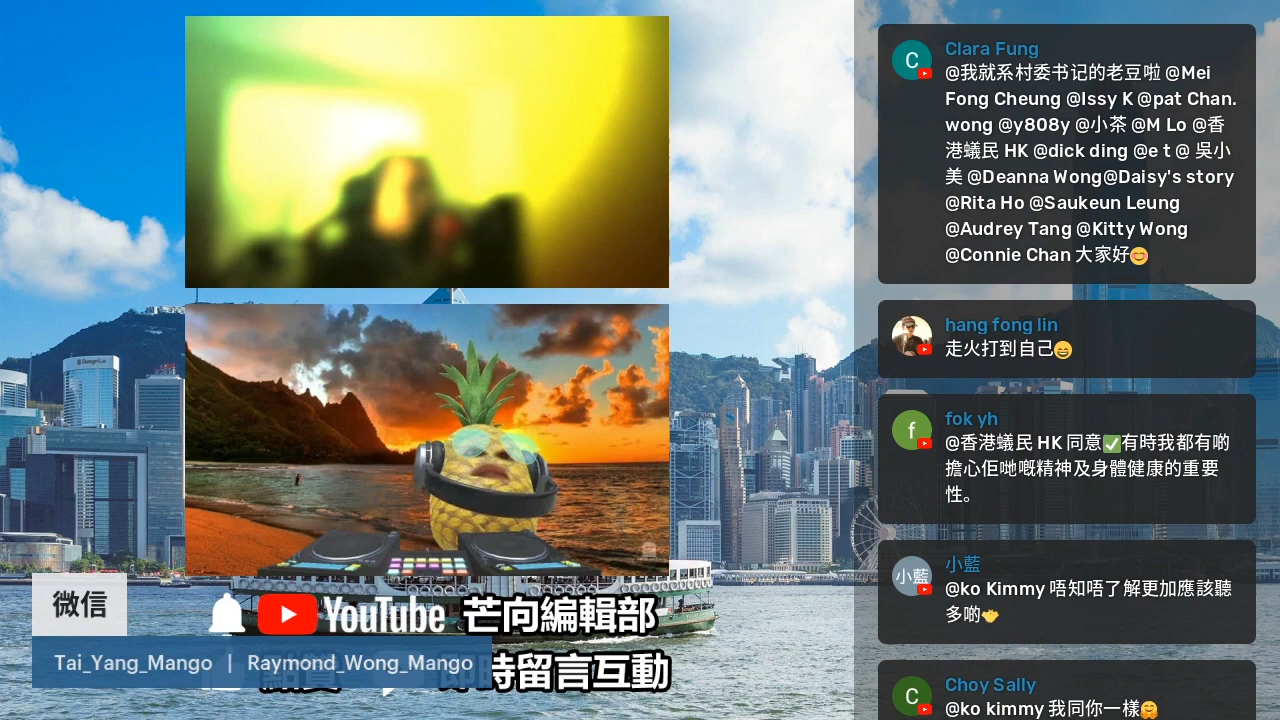 Clara Fung
@我就系村委书记的老豆啦 @Mei
Fong Cheung @Issy K @pat Chan.
wong @y808y @小茶 @M Lo @香
港蟻民 HK @dick ding @e t @ 吳小
美 @Deanna Wong@Daisy's story
@Rita Ho @Saukeun Leung
@Audrey Tang @Kitty Wong
@Connie Chan 大家好😊
hang fong lin
走火打到自己😄
fok yh
@香港蟻民 HK 同意✅有時我都有啲
擔心佢哋嘅精神及身體健康的重要
性。
小藍
@ko Kimmy 唔知唔了解更加應該聽
多啲
Choy Sally
@ko kimmy 我同你一樣🤗
微信
Tai_Yang_Mango | Raymond_Wong_Mango
YouTube 芒向編輯部
即時留言互動
C
f
小藍
C
Shangri-La